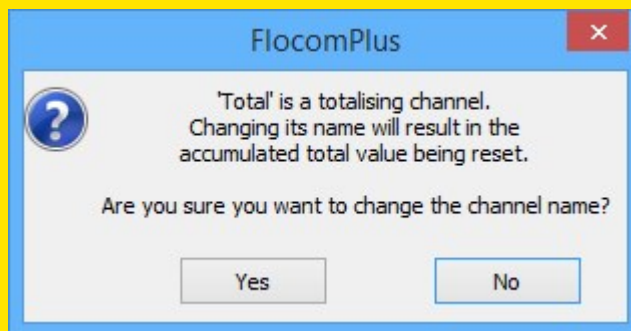 FlocomPlus
'Total' is a totalising channel.
Changing its name will result in the
accumulated total value being reset.
Are you sure you want to change the channel name?
Yes
No